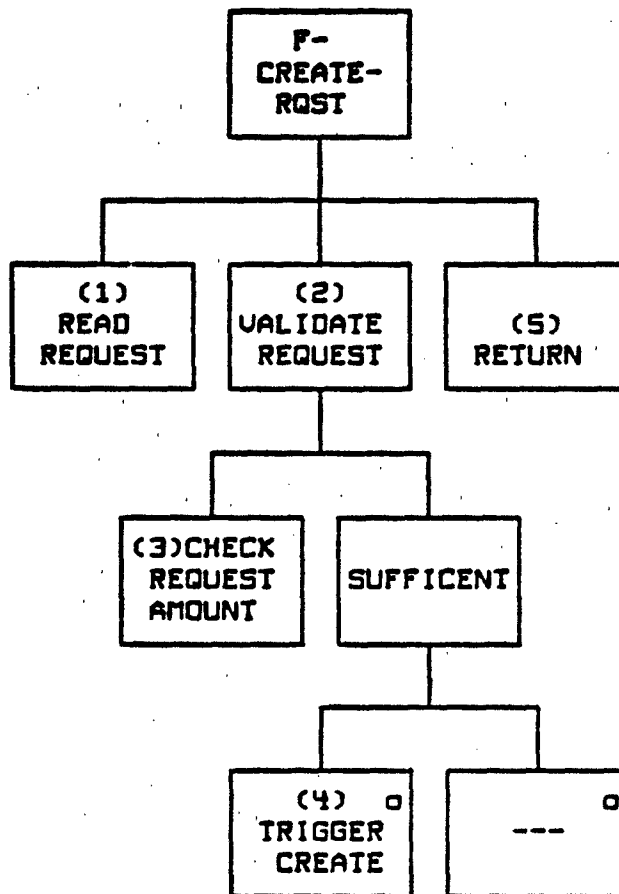 F-
CREATE-
RQST
(1)
READ
REQUEST
(2)
VALIDATE
REQUEST
(5)
RETURN
(3)CHECK
REQUEST
AMOUNT
SUFFICENT
(4) o
TRIGGER
CREATE
o
---